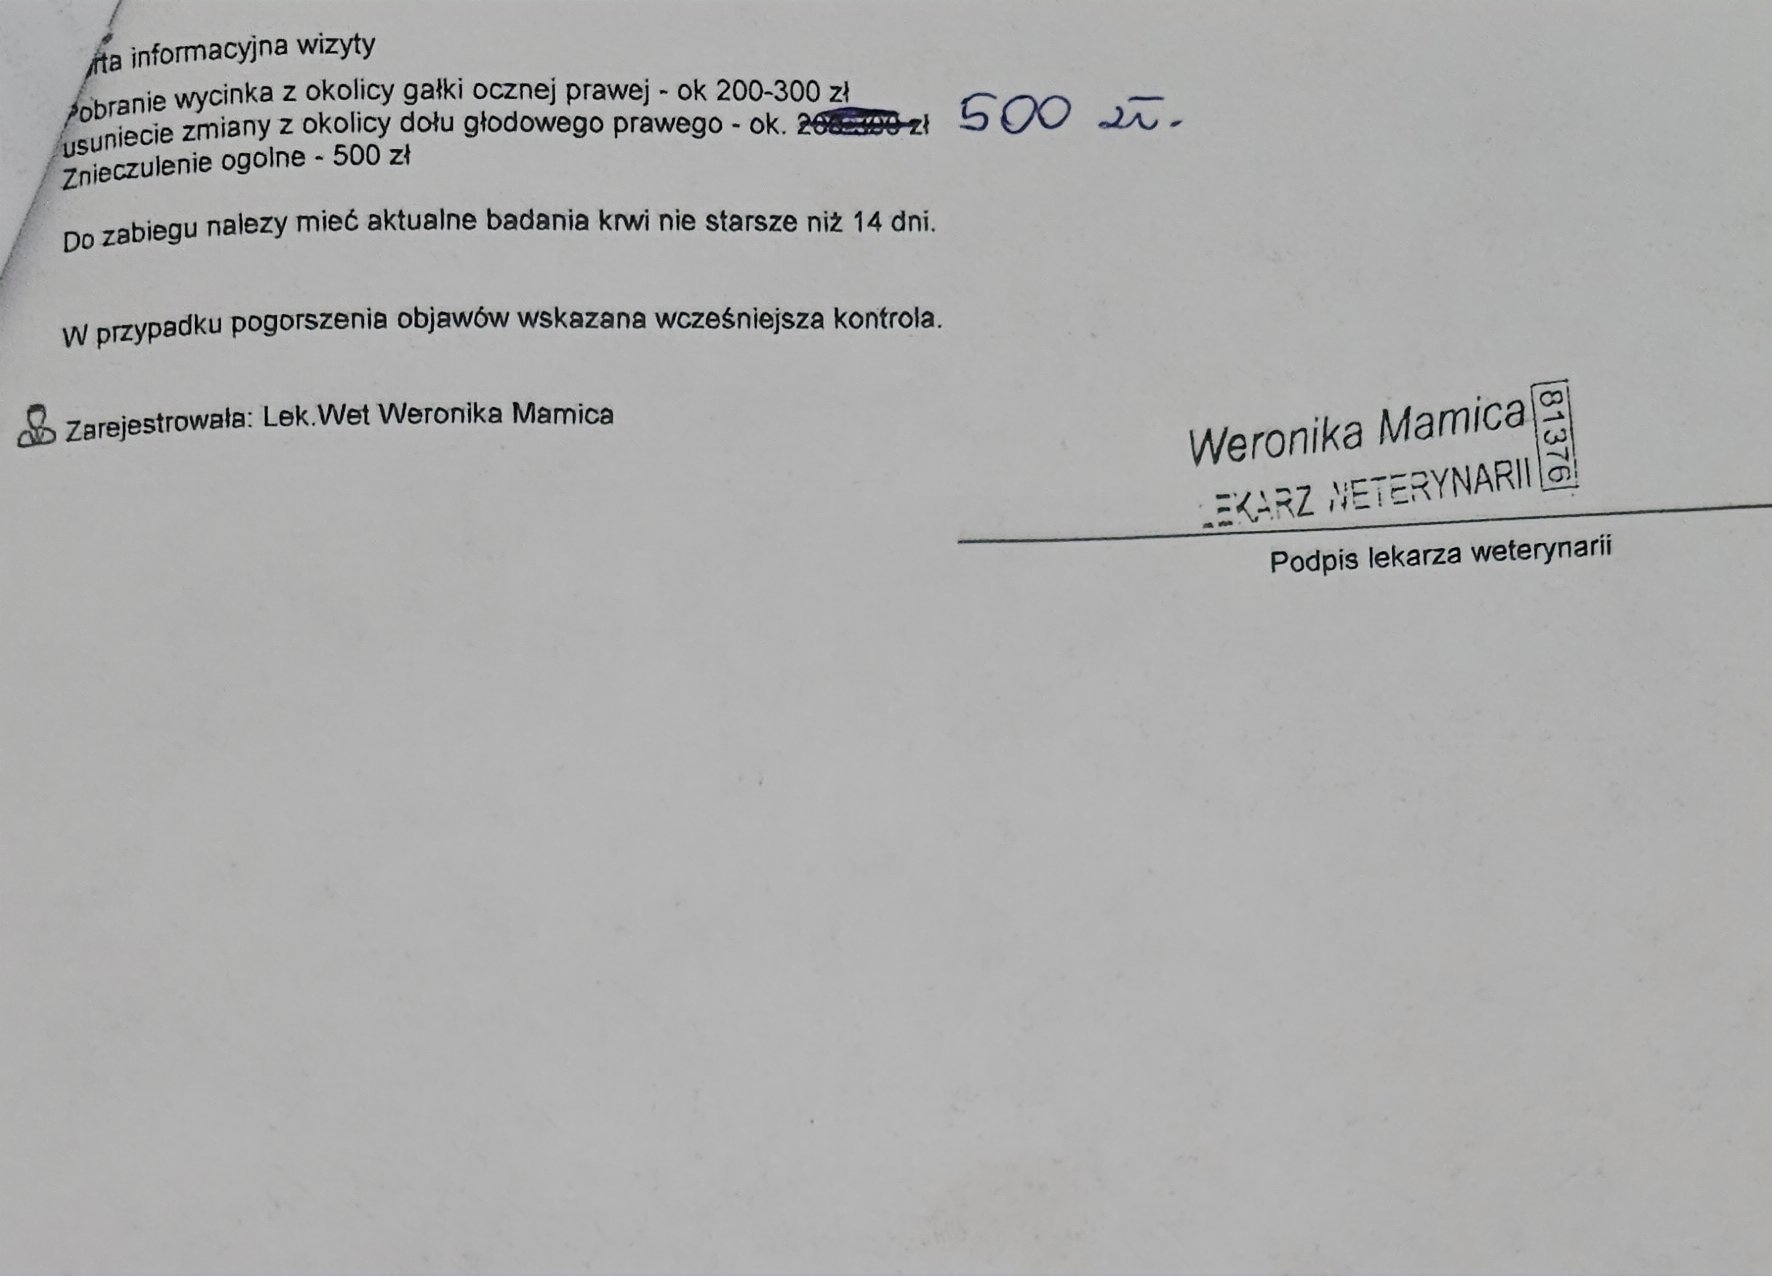 rta informacyjna wizyty
Pobranie wycinka z okolicy gałki ocznej prawej - ok 200-300 zł
usuniecie zmiany z okolicy dołu głodowego prawego - ok. zł 500 zł.
Znieczulenie ogolne - 500 zł
Do zabiegu nalezy mieć aktualne badania krwi nie starsze niż 14 dni.
W przypadku pogorszenia objawów wskazana wcześniejsza kontrola.
Zarejestrowała: Lek.Wet Weronika Mamica
Weronika Mamica 81376
LEKARZ WETERYNARII
Podpis lekarza weterynarii